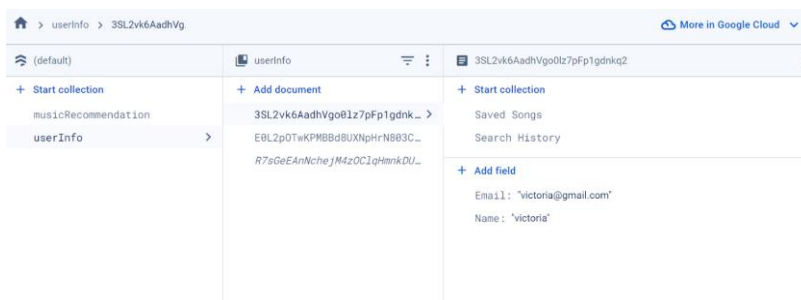 userInfo > 3SL2vk6AadhVg.
More in Google Cloud
(default)
+ Start collection
musicRecommendation
userInfo >
userInfo
+ Add document
3SL2vk6AadhVgo0lz7pFp1gdnk… >
E0L2pOTwKPMBBd8UXNpHrN803C…
R7sGeEAnNchejM4zOClqHmnkDU…
3SL2vk6AadhVgo0lz7pFp1gdnkq2
+ Start collection
Saved Songs
Search History
+ Add field
Email: "victoria@gmail.com"
Name: "victoria"